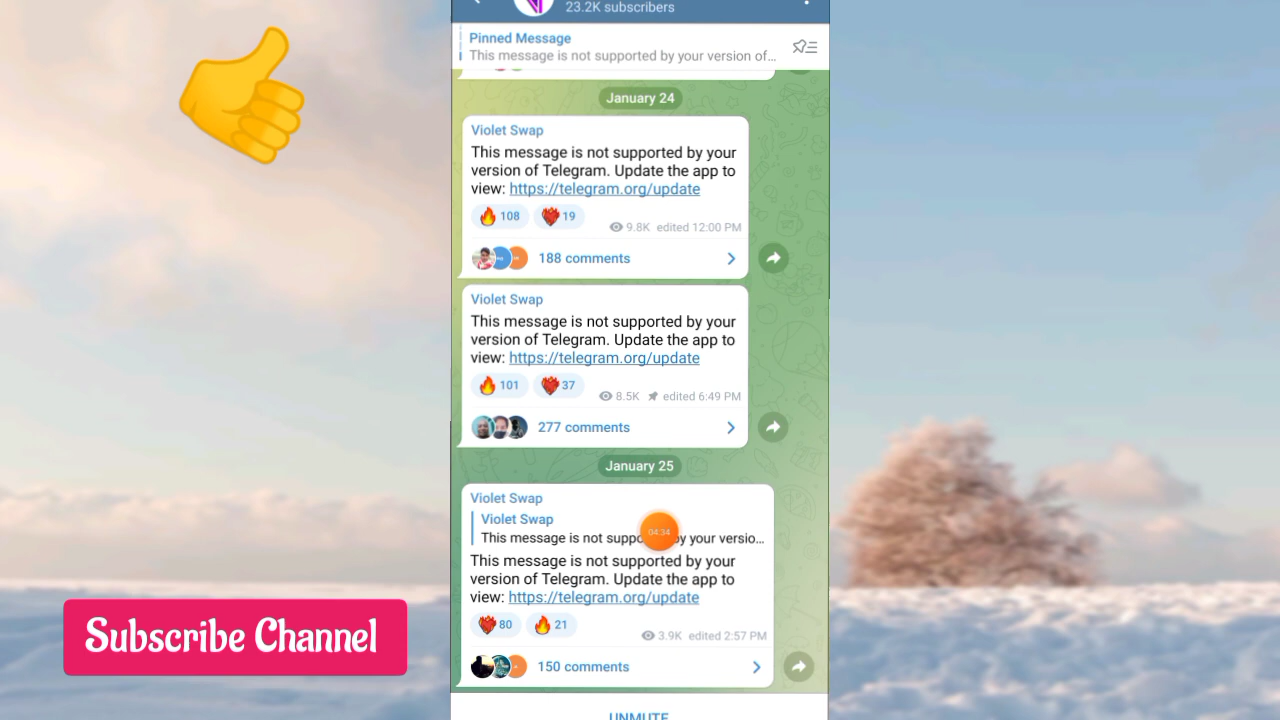 23.2K subscribers
Pinned Message
This message is not supported by your version of...
January 24
Violet Swap
This message is not supported by your
version of Telegram. Update the app to
view: https://telegram.org/update
108 19
9.8K edited 12:00 PM
188 comments
Violet Swap
This message is not supported by your
version of Telegram. Update the app to
view: https://telegram.org/update
101 37
8.5K edited 6:49 PM
277 comments
January 25
Violet Swap
Violet Swap
This message is not suppo by your versio...
04:34
This message is not supported by your
version of Telegram. Update the app to
view: https://telegram.org/update
80 21
3.9K edited 2:57 PM
150 comments
UNMUTE
Subscribe Channel